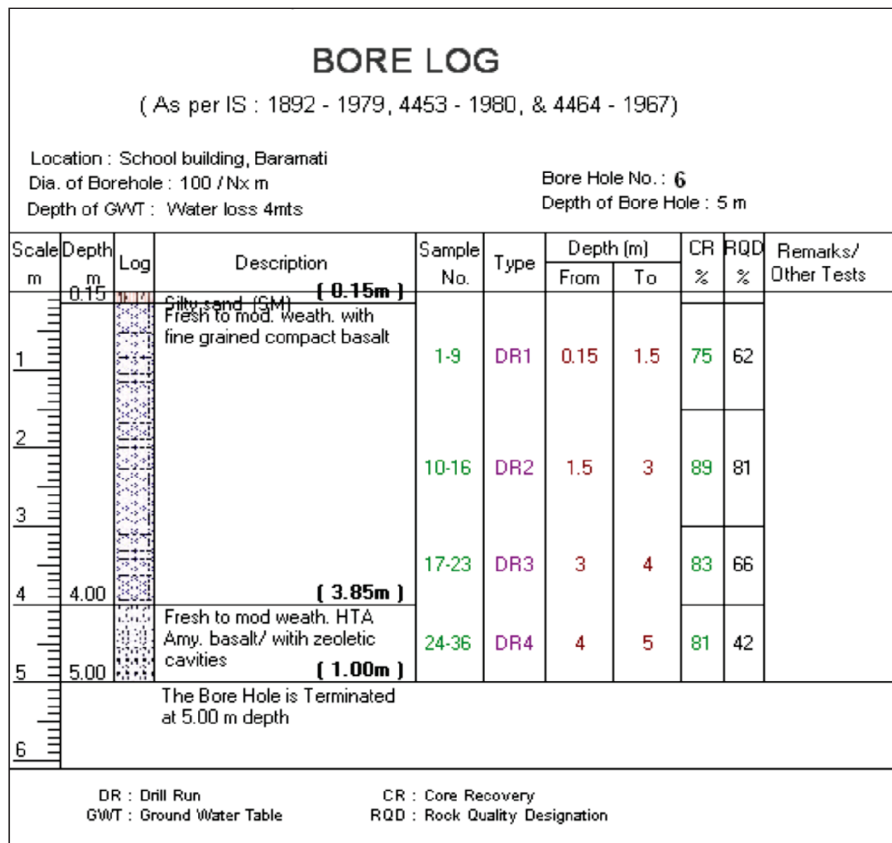 BORE LOG
( As per IS : 1892 - 1979, 4453 - 1980, & 4464 - 1967)
Location : School building, Baramati
Dia. of Borehole : 100 / Nx m
Bore Hole No. : 6
Depth of GWT : Water loss 4mts
Depth of Bore Hole : 5 m
Scale m Depth m Log Description Sample No. Type Depth (m) From To CR % RQD % Remarks/ Other Tests
0.15 Silty sand (SM) ( 0.15m )
Fresh to mod. weath. with
fine grained compact basalt
1 1-9 DR1 0.15 1.5 75 62
2 10-16 DR2 1.5 3 89 81
3 17-23 DR3 3 4 83 66
4 4.00 ( 3.85m )
Fresh to mod weath. HTA
Amy. basalt/ witih zeoletic
cavities
24-36 DR4 4 5 81 42
5 5.00 ( 1.00m )
The Bore Hole is Terminated
at 5.00 m depth
6
DR : Drill Run CR : Core Recovery
GWT : Ground Water Table RQD : Rock Quality Designation